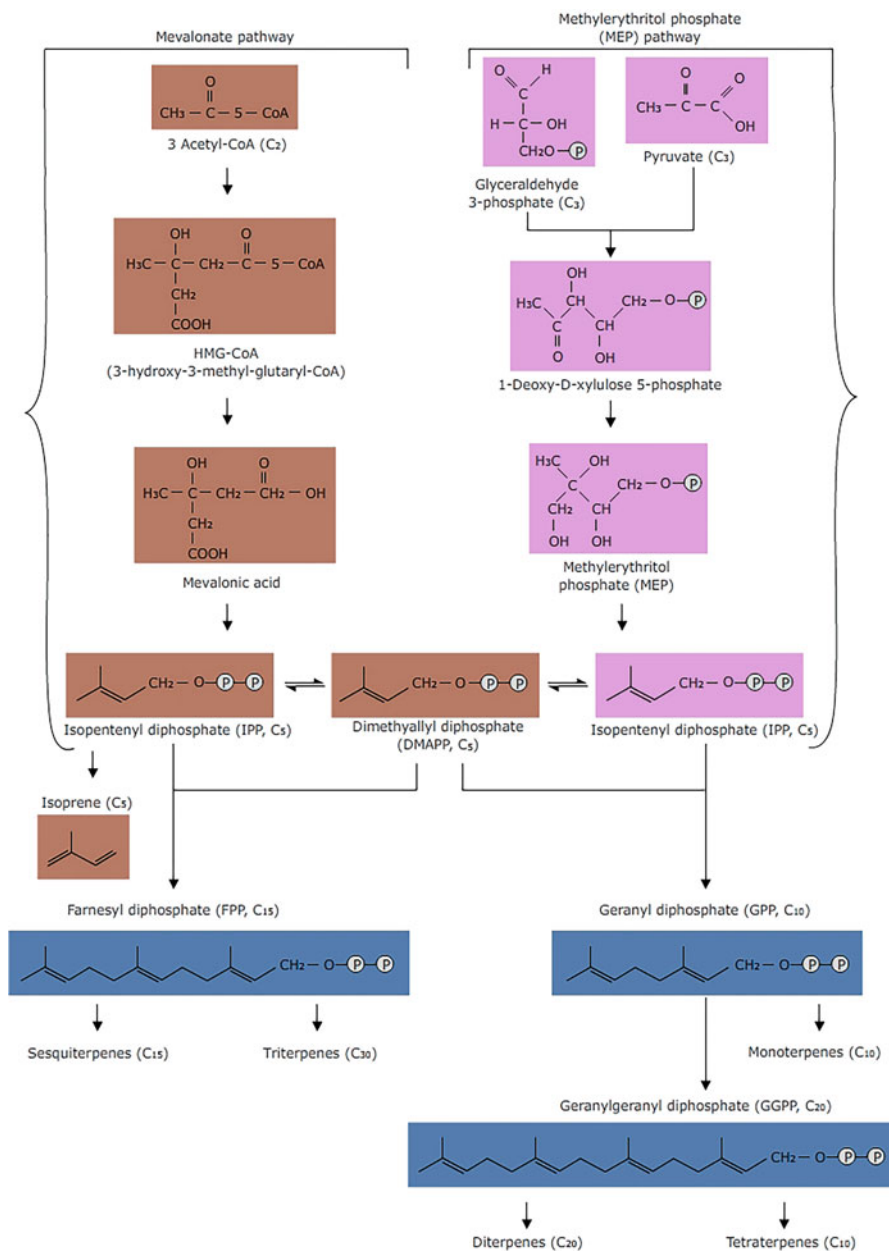 Mevalonate pathway
Methylerythritol phosphate
(MEP) pathway
O
CH₃ — C — S — CoA
3 Acetyl-CoA (C₂)
O H
C
H — C — OH
CH₂O — P
Glyceraldehyde
3-phosphate (C₃)
O O
CH₃ C C
OH
Pyruvate (C₃)
OH O
H₃C — C — CH₂ — C — S — CoA
CH₂
COOH
HMG-CoA
(3-hydroxy-3-methyl-glutaryl-CoA)
OH
H₃C CH CH₂ — O — P
C CH
O OH
1-Deoxy-D-xylulose 5-phosphate
OH O
H₃C — C — CH₂ — C — OH
CH₂
COOH
Mevalonic acid
H₃C OH
C CH₂ — O — P
CH₂ CH
OH OH
Methylerythritol
phosphate (MEP)
CH₂ — O — P — P
Isopentenyl diphosphate (IPP, C₅)
CH₂ — O — P — P
Dimethyallyl diphosphate
(DMAPP, C₅)
CH₂ — O — P — P
Isopentenyl diphosphate (IPP, C₅)
Isoprene (C₅)
Farnesyl diphosphate (FPP, C₁₅)
CH₂ — O — P — P
Geranyl diphosphate (GPP, C₁₀)
CH₂ — O — P — P
Sesquiterpenes (C₁₅)
Triterpenes (C₃₀)
Monoterpenes (C₁₀)
Geranylgeranyl diphosphate (GGPP, C₂₀)
CH₂ — O — P — P
Diterpenes (C₂₀)
Tetraterpenes (C₁₀)